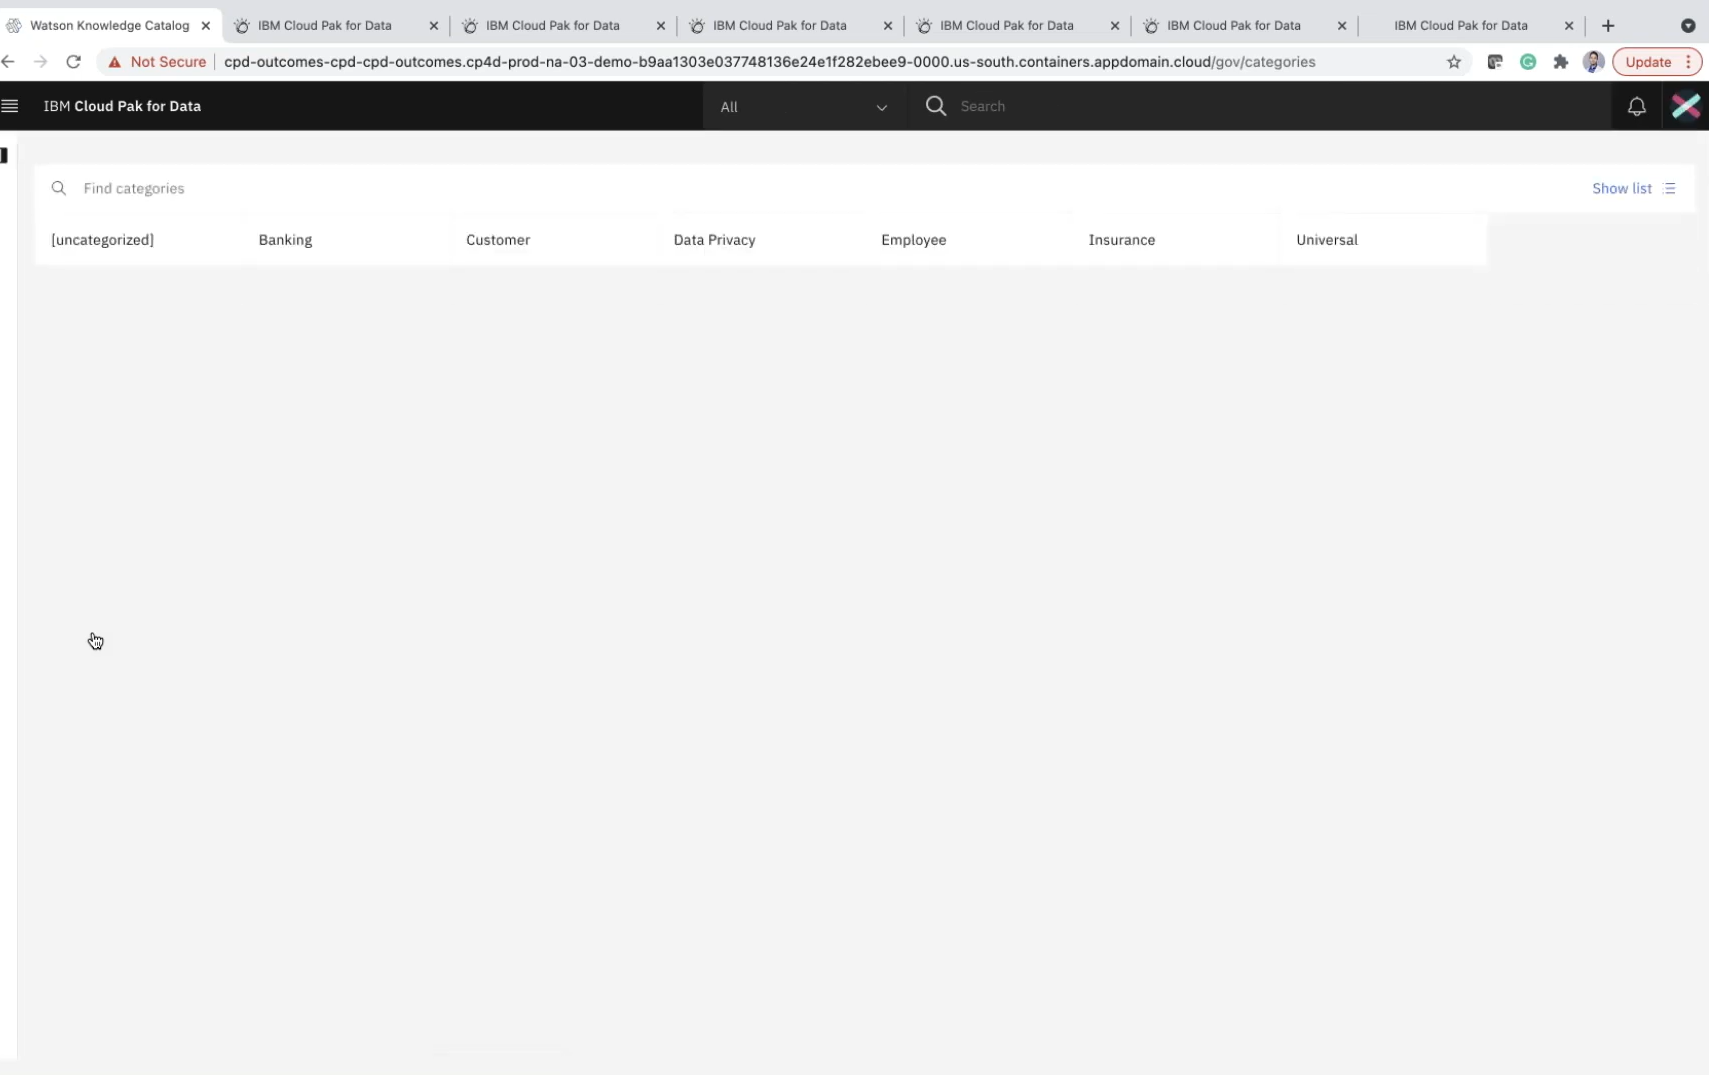 Watson Knowledge Catalog IBM Cloud Pak for Data IBM Cloud Pak for Data IBM Cloud Pak for Data IBM Cloud Pak for Data IBM Cloud Pak for Data IBM Cloud Pak for Data
Not Secure cpd-outcomes-cpd-cpd-outcomes.cp4d-prod-na-03-demo-b9aa1303e037748136e24e1f282ebee9-0000.us-south.containers.appdomain.cloud/gov/categories Update
IBM Cloud Pak for Data All Search
Find categories Show list
[uncategorized] Banking Customer Data Privacy Employee Insurance Universal